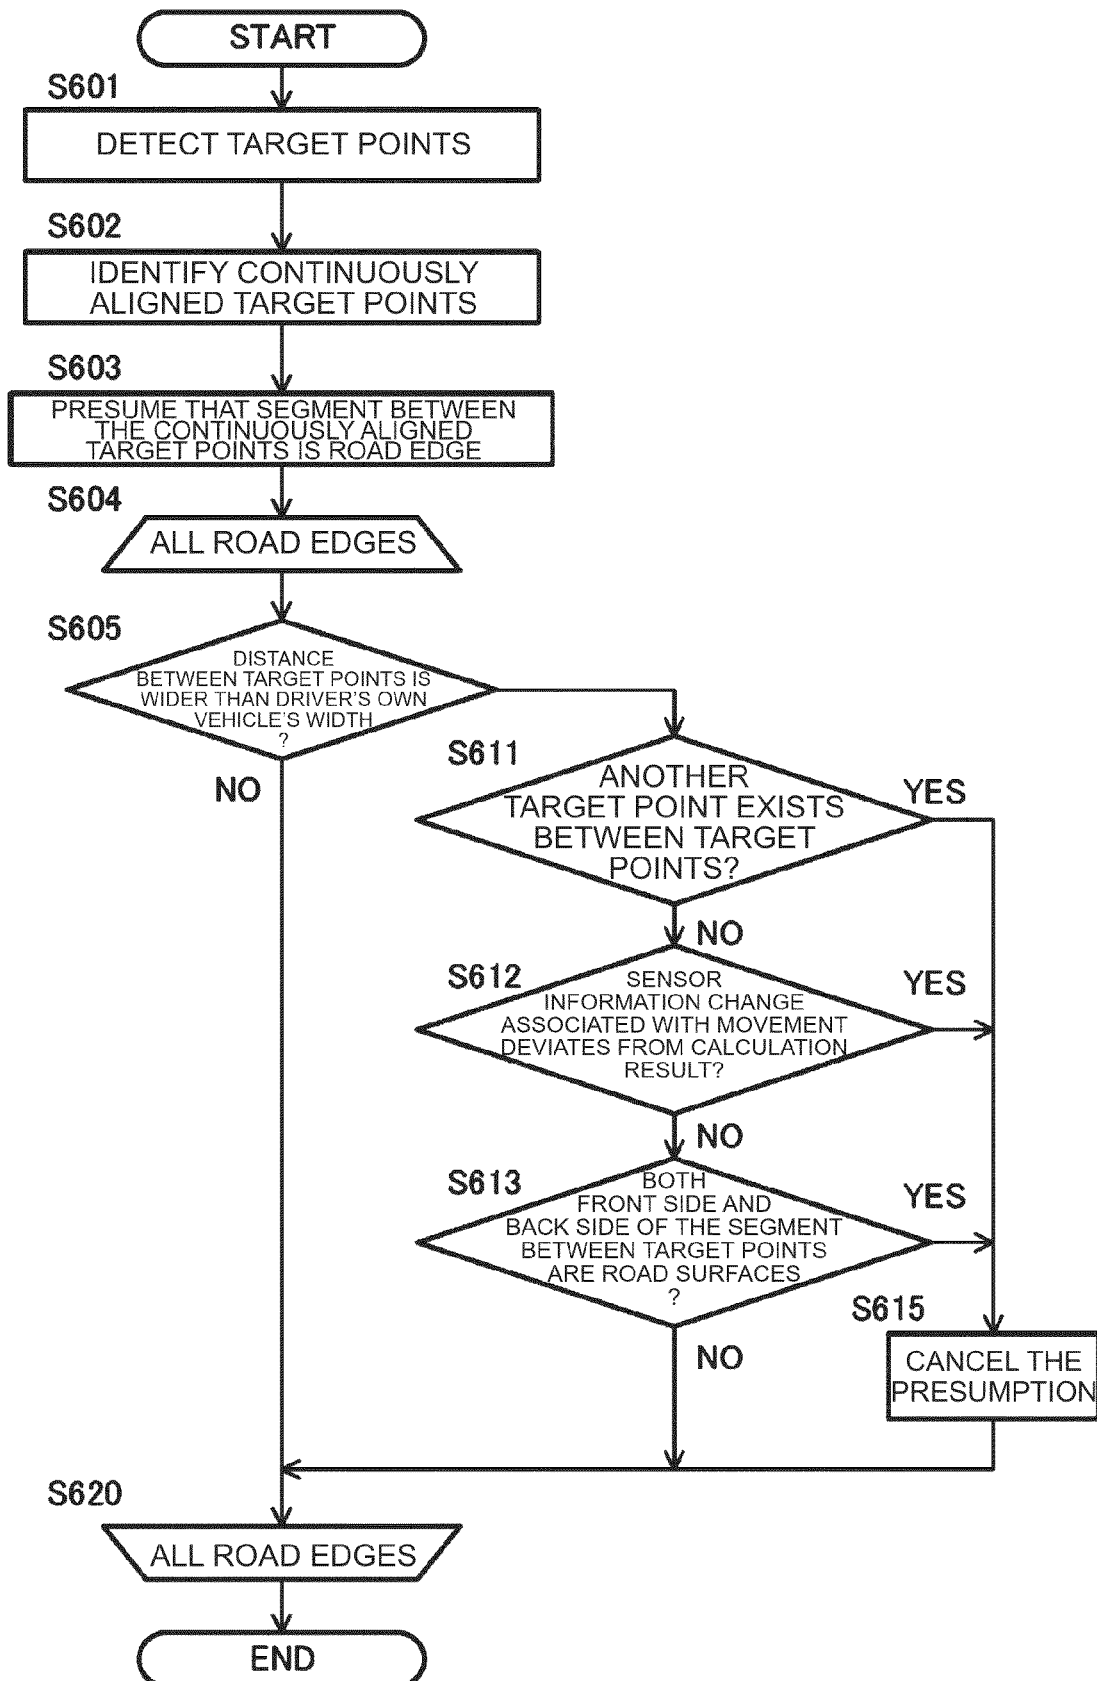 START
S601
DETECT TARGET POINTS
S602
IDENTIFY CONTINUOUSLY
ALIGNED TARGET POINTS
S603
PRESUME THAT SEGMENT BETWEEN
THE CONTINUOUSLY ALIGNED
TARGET POINTS IS ROAD EDGE
S604
ALL ROAD EDGES
S605
DISTANCE
BETWEEN TARGET POINTS IS
WIDER THAN DRIVER'S OWN
VEHICLE'S WIDTH
?
NO
S611
ANOTHER
TARGET POINT EXISTS
BETWEEN TARGET
POINTS?
YES
NO
S612
SENSOR
INFORMATION CHANGE
ASSOCIATED WITH MOVEMENT
DEVIATES FROM CALCULATION
RESULT?
YES
NO
S613
BOTH
FRONT SIDE AND
BACK SIDE OF THE SEGMENT
BETWEEN TARGET POINTS
ARE ROAD SURFACES
?
YES
NO
S615
CANCEL THE
PRESUMPTION
S620
ALL ROAD EDGES
END